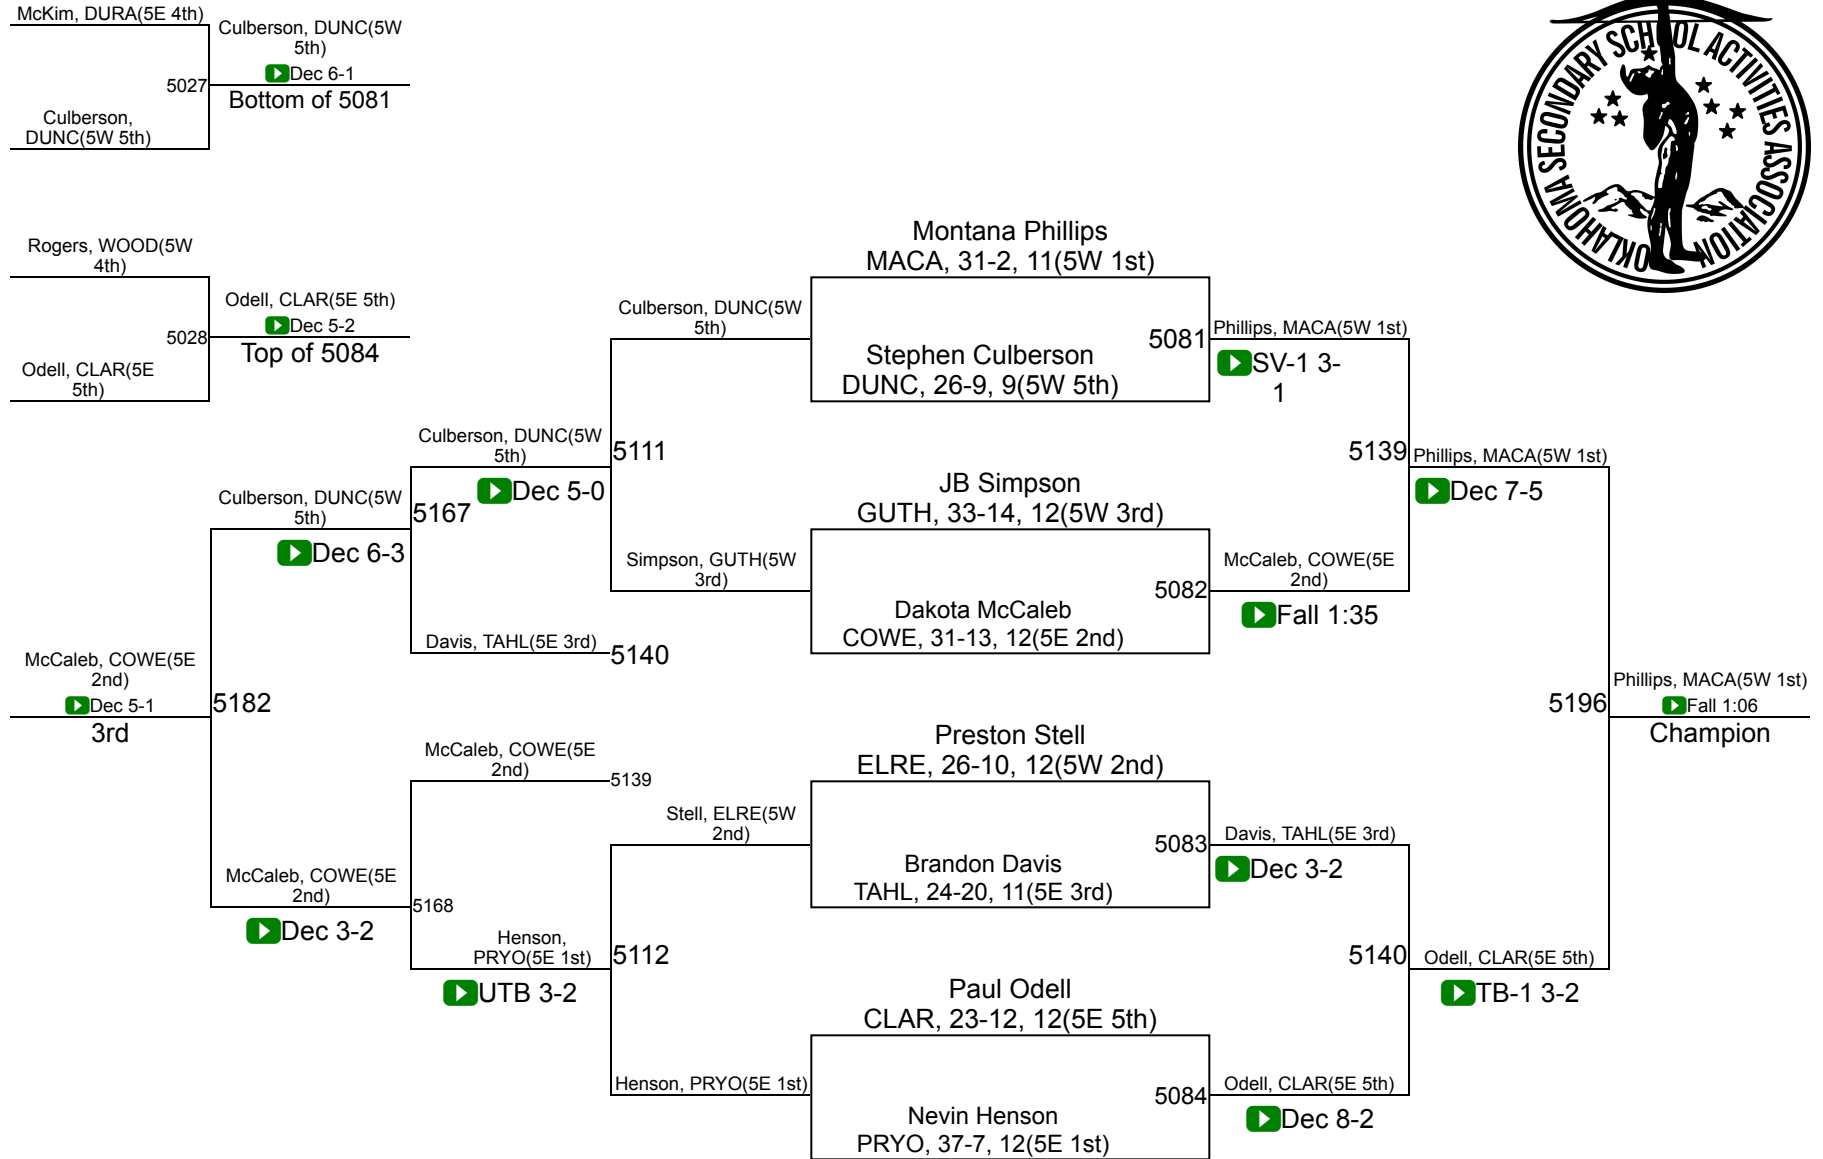 McKim, DURA(5E 4th)
Culberson, DUNC(5W
5th)
Dec 6-1
5027
Bottom of 5081
Culberson,
DUNC(5W 5th)
OKLAHOMA SECONDARY SCHOOL ACTIVITIES ASSOCIATION
Rogers, WOOD(5W
4th)
Odell, CLAR(5E 5th)
Dec 5-2
5028
Top of 5084
Odell, CLAR(5E
5th)
Montana Phillips
MACA, 31-2, 11(5W 1st)
Culberson, DUNC(5W
5th)
5081
Phillips, MACA(5W 1st)
Stephen Culberson
DUNC, 26-9, 9(5W 5th)
SV-1 3-
1
Culberson, DUNC(5W
5th)
5111
Dec 5-0
5139
Phillips, MACA(5W 1st)
Dec 7-5
JB Simpson
GUTH, 33-14, 12(5W 3rd)
Culberson, DUNC(5W
5th)
5167
Dec 6-3
Simpson, GUTH(5W
3rd)
5082
McCaleb, COWE(5E
2nd)
Dakota McCaleb
COWE, 31-13, 12(5E 2nd)
Fall 1:35
Davis, TAHL(5E 3rd)
5140
McCaleb, COWE(5E
2nd)
Dec 5-1
3rd
5182
5196
Phillips, MACA(5W 1st)
Fall 1:06
Champion
McCaleb, COWE(5E
2nd)
5139
Preston Stell
ELRE, 26-10, 12(5W 2nd)
Stell, ELRE(5W
2nd)
5083
Davis, TAHL(5E 3rd)
Brandon Davis
TAHL, 24-20, 11(5E 3rd)
Dec 3-2
McCaleb, COWE(5E
2nd)
5168
Dec 3-2
Henson,
PRYO(5E 1st)
5112
UTB 3-2
5140
Odell, CLAR(5E 5th)
TB-1 3-2
Paul Odell
CLAR, 23-12, 12(5E 5th)
Henson, PRYO(5E 1st)
5084
Odell, CLAR(5E 5th)
Nevin Henson
PRYO, 37-7, 12(5E 1st)
Dec 8-2